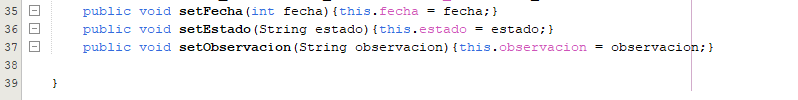 35 public void setFecha(int fecha){this.fecha = fecha;}
36 public void setEstado(String estado){this.estado = estado;}
37 public void setObservacion(String observacion){this.observacion = observacion;}
38
39 }